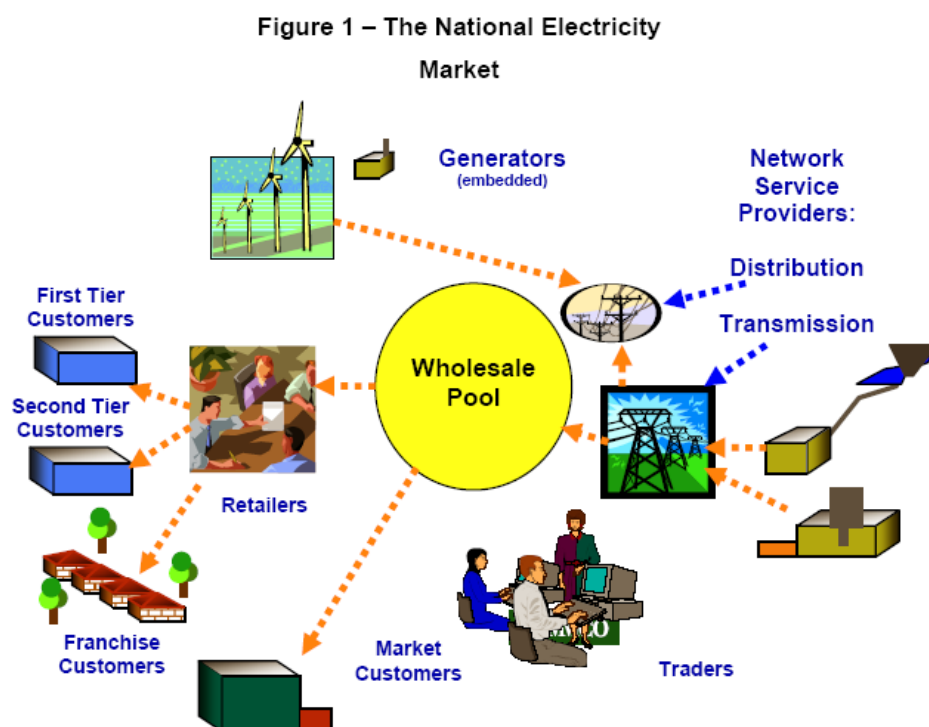 Figure 1 – The National Electricity
Market
Generators
(embedded)
Network
Service
Providers:
Distribution
Transmission
First Tier
Customers
Second Tier
Customers
Wholesale
Pool
Retailers
Franchise
Customers
Market
Customers
Traders